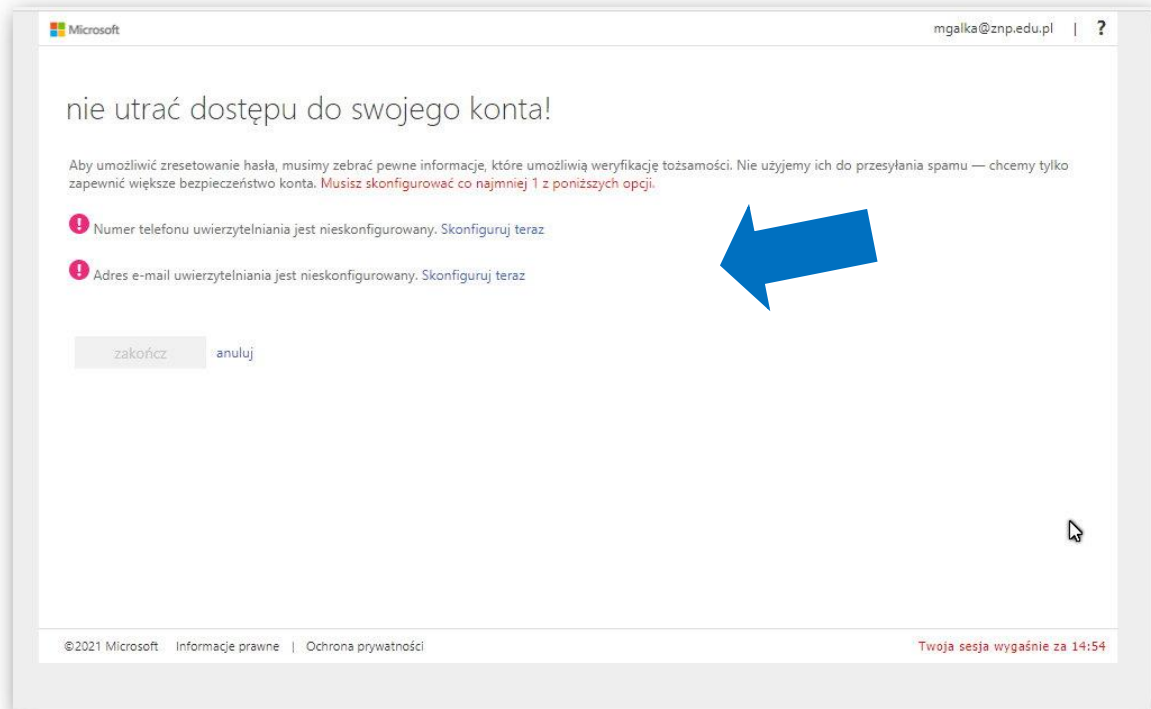 Microsoft
mgalka@znp.edu.pl | ?
nie utrać dostępu do swojego konta!
Aby umożliwić zresetowanie hasła, musimy zebrać pewne informacje, które umożliwią weryfikację tożsamości. Nie użyjemy ich do przesyłania spamu — chcemy tylko
zapewnić większe bezpieczeństwo konta. Musisz skonfigurować co najmniej 1 z poniższych opcji.
! Numer telefonu uwierzytelniania jest nieskonfigurowany. Skonfiguruj teraz
! Adres e-mail uwierzytelniania jest nieskonfigurowany. Skonfiguruj teraz
zakończ anuluj
©2021 Microsoft Informacje prawne | Ochrona prywatności
Twoja sesja wygaśnie za 14:54